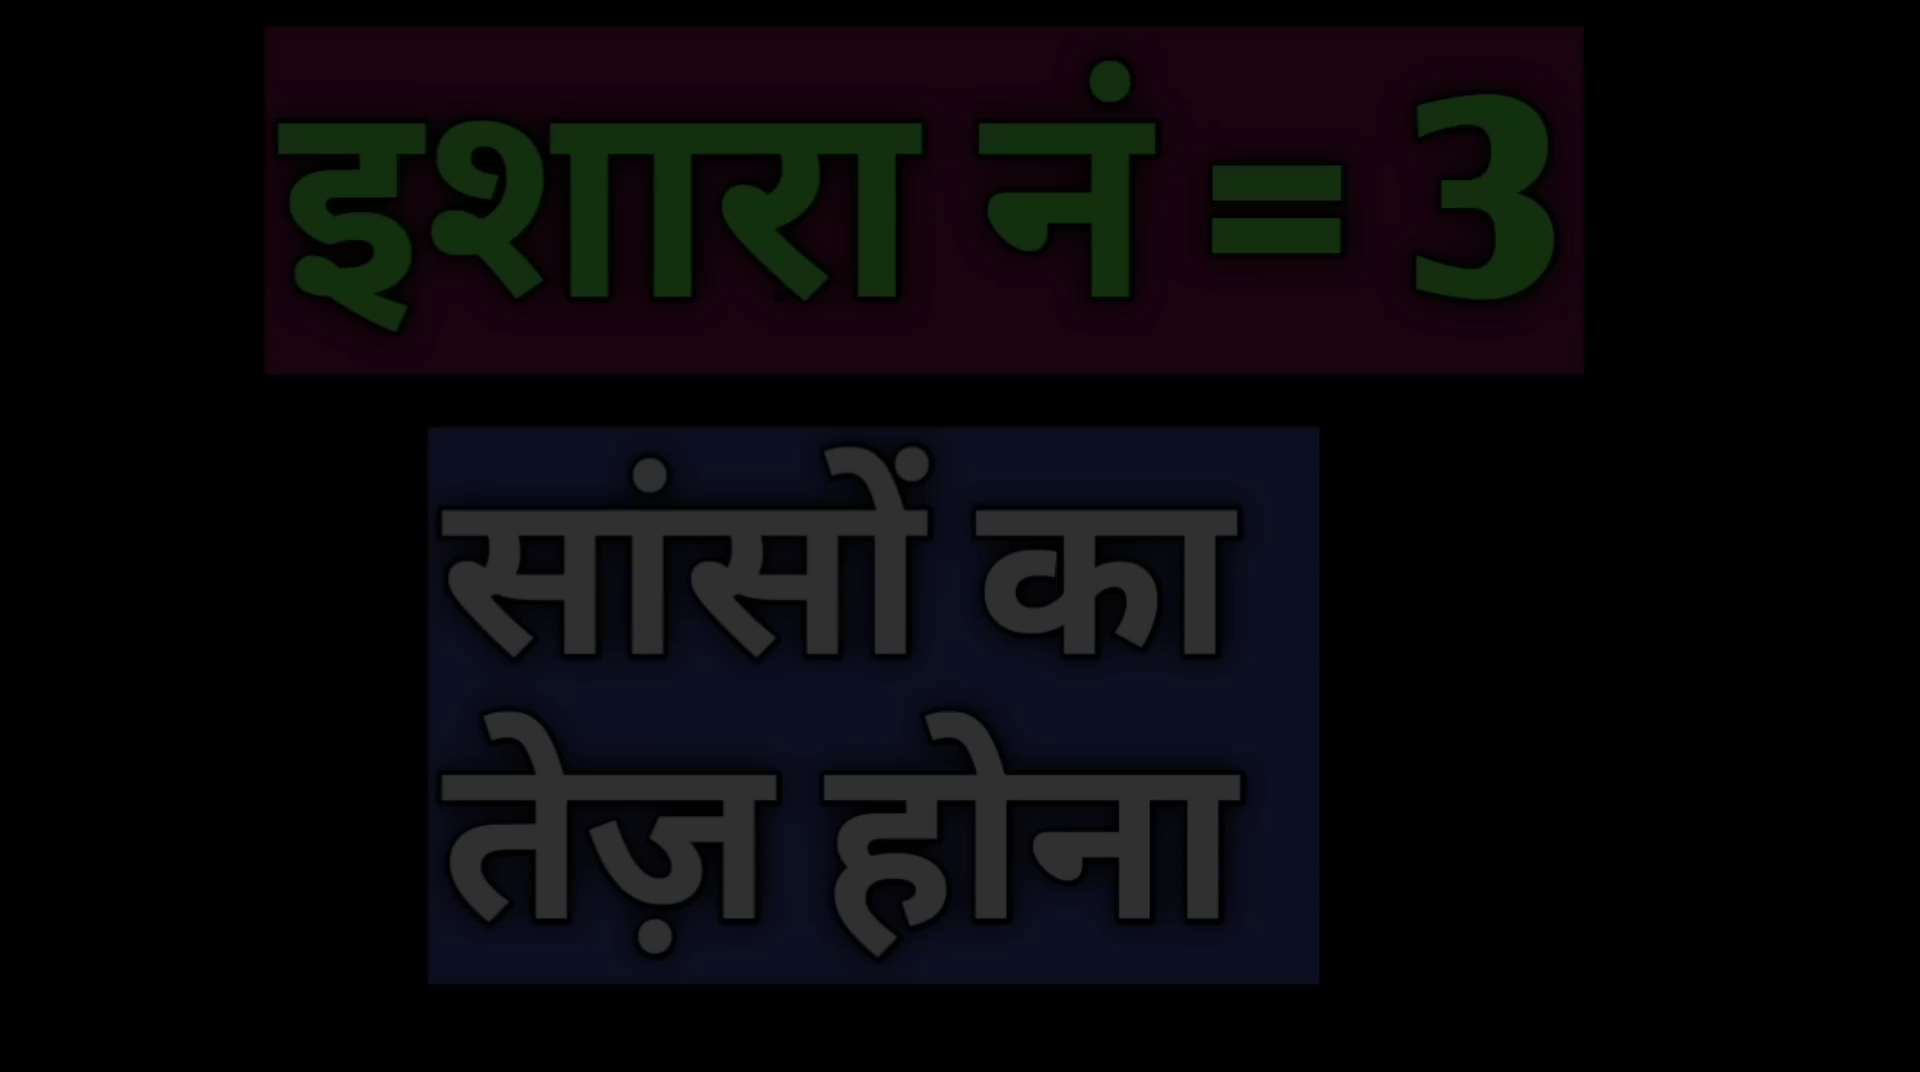 इशारा नं = 3
सांसों का
तेज़ होना